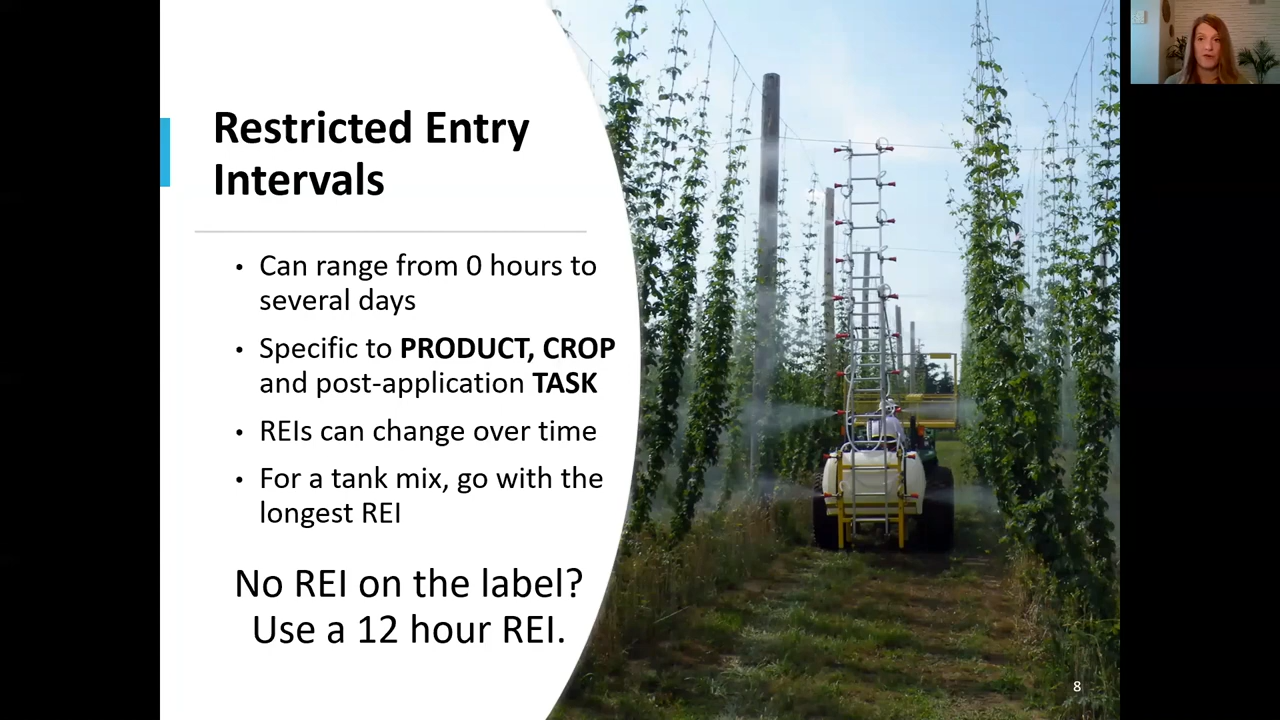 Restricted Entry
Intervals
• Can range from 0 hours to
several days
• Specific to PRODUCT, CROP
and post-application TASK
• REIs can change over time
• For a tank mix, go with the
longest REI
No REI on the label?
Use a 12 hour REI.
8